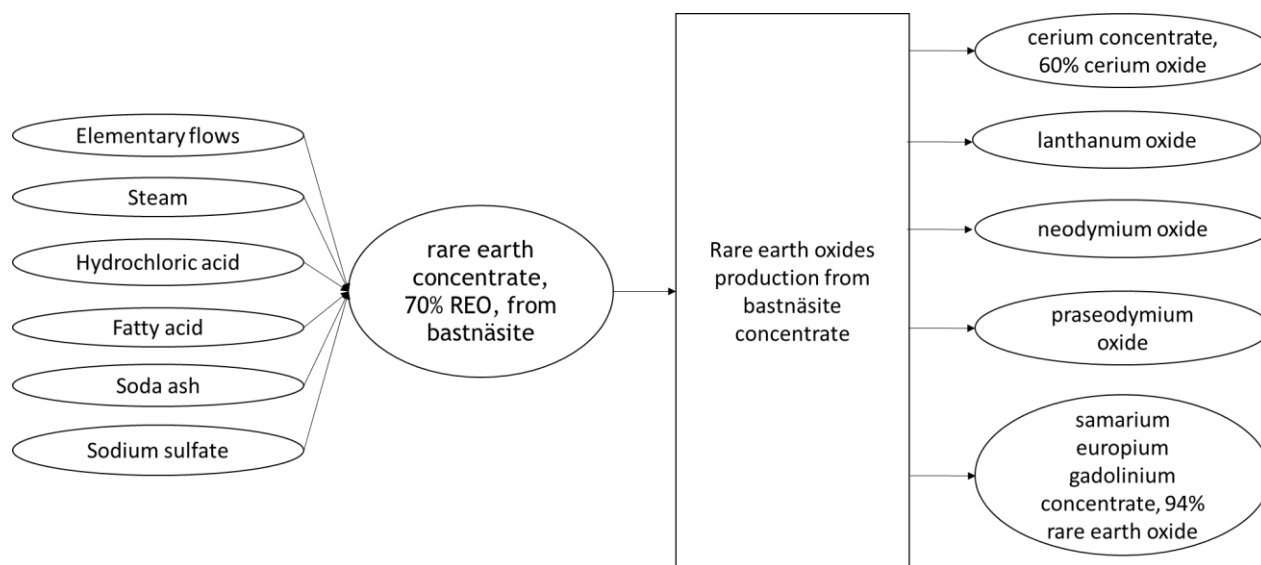 Elementary flows
Steam
Hydrochloric acid
Fatty acid
Soda ash
Sodium sulfate
rare earth
concentrate,
70% REO, from
bastnäsite
Rare earth oxides
production from
bastnäsite
concentrate
cerium concentrate,
60% cerium oxide
lanthanum oxide
neodymium oxide
praseodymium
oxide
samarium
europium
gadolinium
concentrate, 94%
rare earth oxide